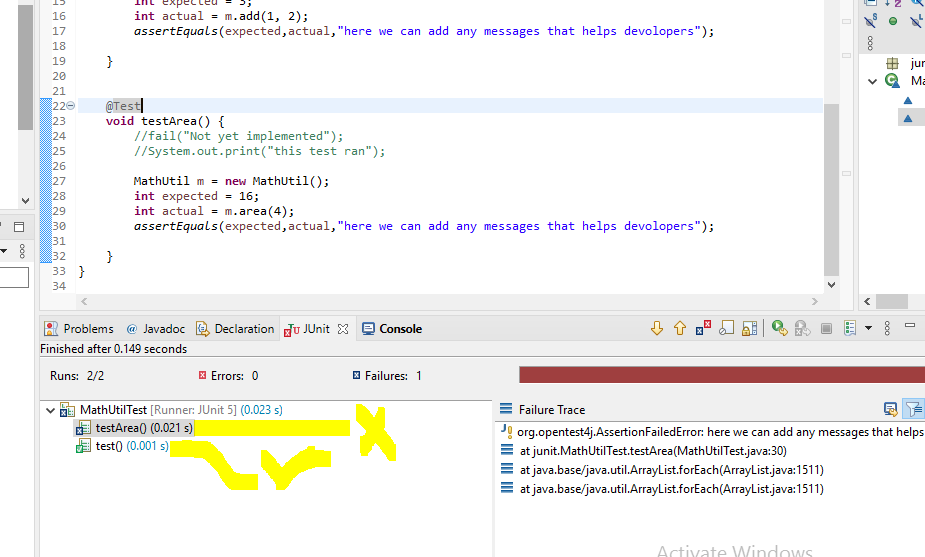 15 int expected = 3;
16 int actual = m.add(1, 2);
17 assertEquals(expected,actual,"here we can add any messages that helps devolopers");
18
19 }
20
21
22 @Test
23 void testArea() {
24 //fail("Not yet implemented");
25 //System.out.print("this test ran");
26
27 MathUtil m = new MathUtil();
28 int expected = 16;
29 int actual = m.area(4);
30 assertEquals(expected,actual,"here we can add any messages that helps devolopers");
31
32 }
33 }
34
jur
Ma
Problems @ Javadoc Declaration JUnit Console
Finished after 0.149 seconds
Runs: 2/2 Errors: 0 Failures: 1
MathUtilTest [Runner: JUnit 5] (0.023 s)
testArea() (0.021 s)
test() (0.001 s)
Failure Trace
org.opentest4j.AssertionFailedError: here we can add any messages that helps
at junit.MathUtilTest.testArea(MathUtilTest.java:30)
at java.base/java.util.ArrayList.forEach(ArrayList.java:1511)
at java.base/java.util.ArrayList.forEach(ArrayList.java:1511)
Activate Windows